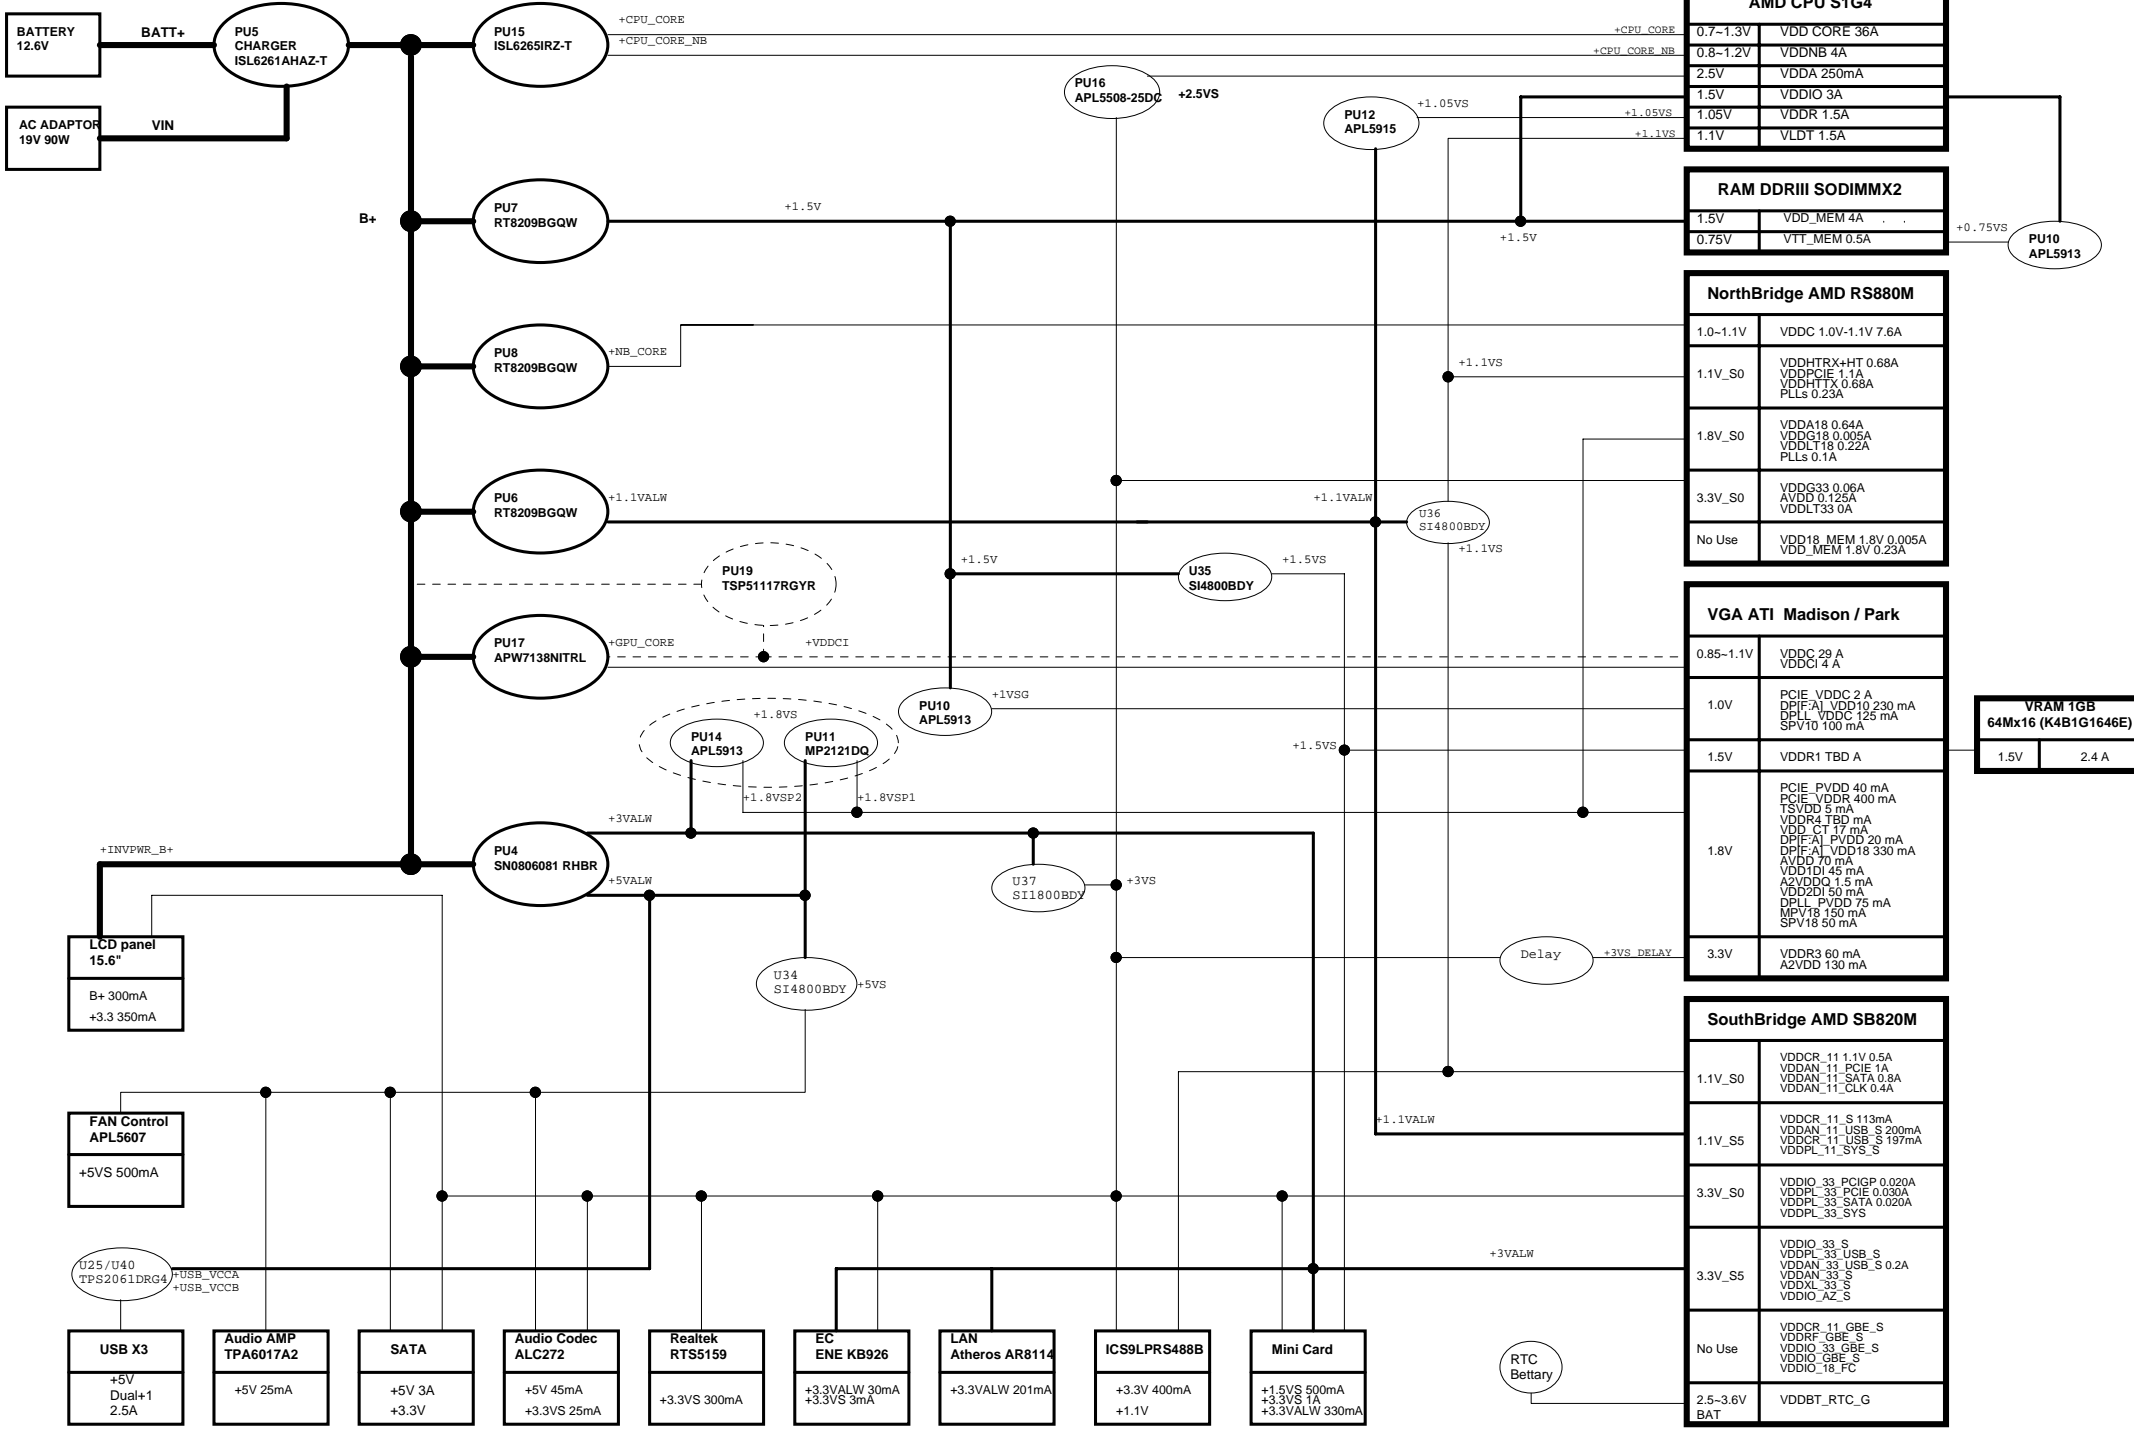 BATTERY
12.6V
BATT+
PU5
CHARGER
ISL6261AHAZ-T
AC ADAPTOR
19V 90W
VIN
B+
PU15
ISL6265IRZ-T
+CPU_CORE
+CPU_CORE_NB
PU16
APL5508-25DC
+2.5VS
PU12
APL5915
+1.05VS
+CPU_CORE
+CPU_CORE_NB
+1.05VS
+1.1VS
AMD CPU S1G4
0.7~1.3V VDD CORE 36A
0.8~1.2V VDDNB 4A
2.5V VDDA 250mA
1.5V VDDIO 3A
1.05V VDDR 1.5A
1.1V VLDT 1.5A
PU7
RT8209BGQW
+1.5V
+1.5V
RAM DDRIII SODIMMX2
1.5V VDD_MEM 4A . .
0.75V VTT_MEM 0.5A
+0.75VS
PU10
APL5913
PU8
RT8209BGQW
+NB_CORE
+1.1VS
NorthBridge AMD RS880M
1.0~1.1V VDDC 1.0V-1.1V 7.6A
1.1V_S0
VDDHTRX+HT 0.68A
VDDPCIE 1.1A
VDDHTTX 0.68A
PLLs 0.23A
1.8V_S0
VDDA18 0.64A
VDDG18 0.005A
VDDLT18 0.22A
PLLs 0.1A
3.3V_S0
VDDG33 0.06A
AVDD 0.125A
VDDLT33 0A
No Use
VDD18_MEM 1.8V 0.005A
VDD_MEM 1.8V 0.23A
PU6
RT8209BGQW
+1.1VALW
+1.1VALW
U36
SI4800BDY
+1.1VS
PU19
TSP51117RGYR
+1.5V
U35
SI4800BDY
+1.5VS
PU17
APW7138NITRL
+GPU_CORE
+VDDCI
PU10
APL5913
+1VSG
+1.5VS
VGA ATI Madison / Park
0.85~1.1V
VDDC 29 A
VDDCI 4 A
1.0V
PCIE_VDDC 2 A
DP[F:A]_VDD10 230 mA
DPLL_VDDC 125 mA
SPV10 100 mA
1.5V VDDR1 TBD A
1.8V
PCIE_PVDD 40 mA
PCIE_VDDR 400 mA
TSVDD 5 mA
VDDR4 TBD mA
VDD_CT 17 mA
DP[F:A]_PVDD 20 mA
DP[F:A]_VDD18 330 mA
AVDD 70 mA
VDD1DI 45 mA
A2VDDQ 1.5 mA
VDD2DI 50 mA
DPLL_PVDD 75 mA
MPV18 150 mA
SPV18 50 mA
3.3V
VDDR3 60 mA
A2VDD 130 mA
VRAM 1GB
64Mx16 (K4B1G1646E)
1.5V 2.4 A
+1.8VS
PU14
APL5913
PU11
MP2121DQ
+1.8VSP2
+1.8VSP1
PU4
SN0806081 RHBR
+3VALW
+5VALW
+INVPWR_B+
LCD panel
15.6"
B+ 300mA
+3.3 350mA
U37
SI1800BDY
+3VS
Delay
+3VS_DELAY
U34
SI4800BDY
+5VS
FAN Control
APL5607
+5VS 500mA
+1.1VALW
+3VALW
SouthBridge AMD SB820M
1.1V_S0
VDDCR_11 1.1V 0.5A
VDDAN_11_PCIE 1A
VDDAN_11_SATA 0.8A
VDDAN_11_CLK 0.4A
1.1V_S5
VDDCR_11_S 113mA
VDDAN_11_USB_S 200mA
VDDCR_11_USB_S 197mA
VDDPL_11_SYS_S
3.3V_S0
VDDIO_33_PCIGP 0.020A
VDDPL_33_PCIE 0.030A
VDDPL_33_SATA 0.020A
VDDPL_33_SYS
3.3V_S5
VDDIO_33_S
VDDPL_33_USB_S
VDDAN_33_USB_S 0.2A
VDDAN_33_S
VDDXL_33_S
VDDIO_AZ_S
No Use
VDDCR_11_GBE_S
VDDRF_GBE_S
VDDIO_33_GBE_S
VDDIO_GBE_S
VDDIO_18_FC
2.5~3.6V
BAT
VDDBT_RTC_G
RTC
Bettary
U25/U40
TPS2061DRG4
+USB_VCCA
+USB_VCCB
USB X3
+5V
Dual+1
2.5A
Audio AMP
TPA6017A2
+5V 25mA
SATA
+5V 3A
+3.3V
Audio Codec
ALC272
+5V 45mA
+3.3VS 25mA
Realtek
RTS5159
+3.3VS 300mA
EC
ENE KB926
+3.3VALW 30mA
+3.3VS 3mA
LAN
Atheros AR8114
+3.3VALW 201mA
ICS9LPRS488B
+3.3V 400mA
+1.1V
Mini Card
+1.5VS 500mA
+3.3VS 1A
+3.3VALW 330mA